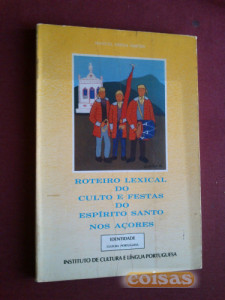 ROTEIRO LEXICAL
DO
CULTO E FESTAS
DO
ESPÍRITO SANTO
NOS AÇORES
IDENTIDADE
INSTITUTO DE CULTURA E LÍNGUA PORTUGUESA
coisas